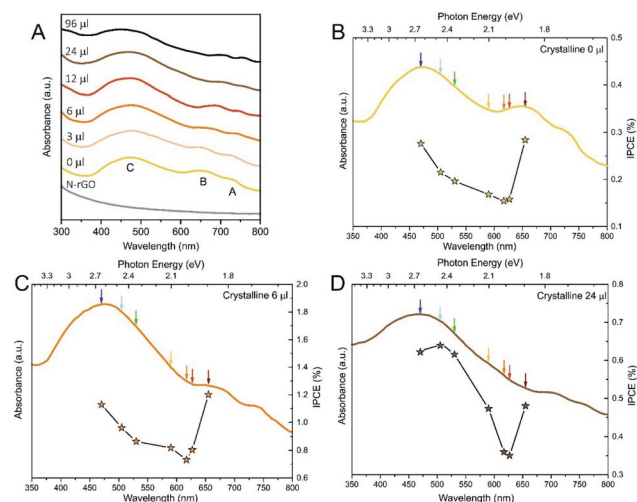 A
96 µl
24 µl
12 µl
6 µl
3 µl
0 µl
N-rGO
C
B
A
Absorbance (a.u.)
300 400 500 600 700 800
Wavelength (nm)
B
Photon Energy (eV)
3.3 3 2.7 2.4 2.1 1.8
Crystalline 0 µl
Absorbance (a.u.)
0.5
0.4
0.3
0.2
0.1
IPCE (%)
350 400 450 500 550 600 650 700 750 800
Wavelength (nm)
C
Photon Energy (eV)
3.3 3 2.7 2.4 2.1 1.8
Crystalline 6 µl
Absorbance (a.u.)
2.0
1.8
1.6
1.4
1.2
1.0
0.8
0.6
IPCE (%)
350 400 450 500 550 600 650 700 750 800
Wavelength (nm)
D
Photon Energy (eV)
3.3 3 2.7 2.4 2.1 1.8
Crystalline 24 µl
Absorbance (a.u.)
0.8
0.7
0.6
0.5
0.4
0.3
IPCE (%)
350 400 450 500 550 600 650 700 750 800
Wavelength (nm)